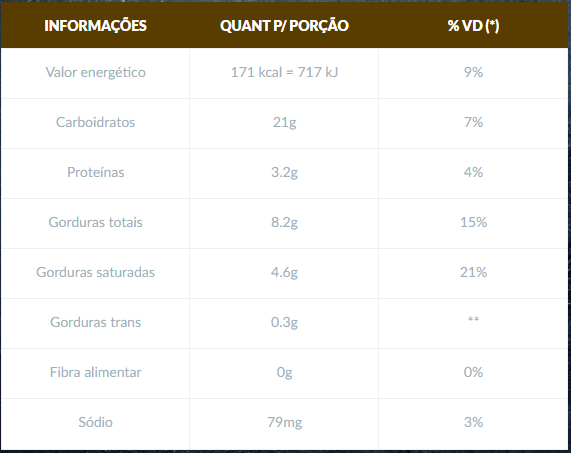 INFORMAÇÕES QUANT P/ PORÇÃO % VD (*)
Valor energético 171 kcal = 717 kJ 9%
Carboidratos 21g 7%
Proteínas 3.2g 4%
Gorduras totais 8.2g 15%
Gorduras saturadas 4.6g 21%
Gorduras trans 0.3g **
Fibra alimentar 0g 0%
Sódio 79mg 3%